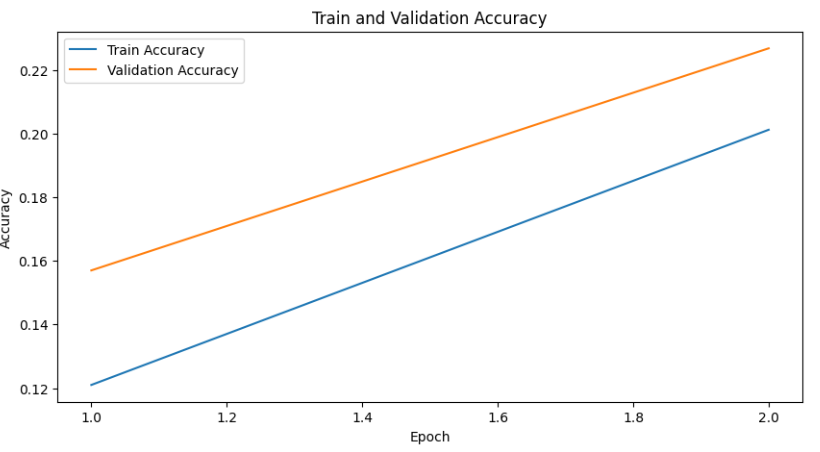 Train and Validation Accuracy
Train Accuracy
Validation Accuracy
0.22
0.20
0.18
0.16
0.14
0.12
Accuracy
1.0 1.2 1.4 1.6 1.8 2.0
Epoch